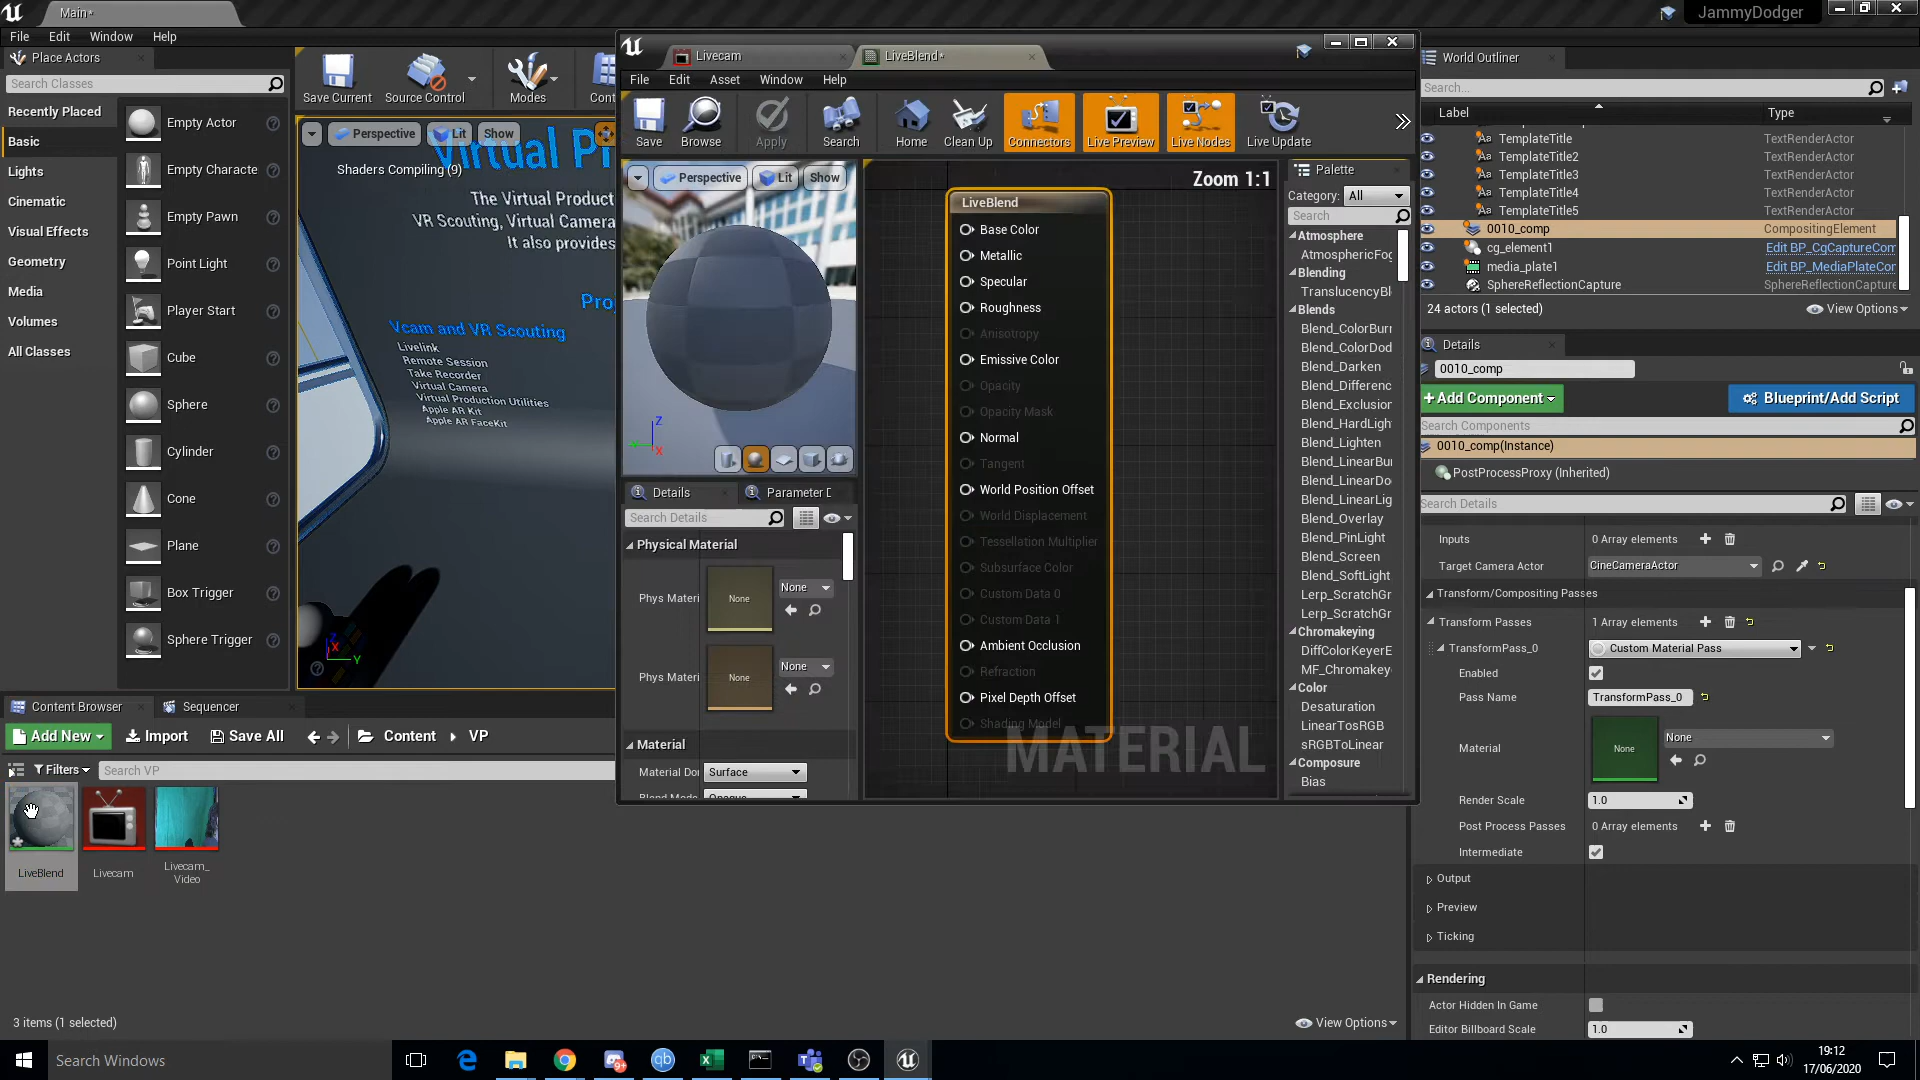 Main*
JammyDodger
File Edit Window Help
Place Actors
Search Classes
Recently Placed
Basic
Lights
Cinematic
Visual Effects
Geometry
Media
Volumes
All Classes
Empty Actor
Empty Characte
Empty Pawn
Point Light
Player Start
Cube
Sphere
Cylinder
Cone
Plane
Box Trigger
Sphere Trigger
Save Current
Source Control
Modes
Cont
Perspective
Lit
Show
Shaders Compiling (9)
Virtual P
The Virtual Product
VR Scouting, Virtual Camera
It also provides
Vcam and VR Scouting
Livelink
Remote Session
Take Recorder
Virtual Camera
Virtual Production Utilities
Apple AR Kit
Apple AR FaceKit
Z
X
Y
Livecam
LiveBlend*
File Edit Asset Window Help
Save
Browse
Apply
Search
Home
Clean Up
Connectors
Live Preview
Live Nodes
Live Update
Perspective
Lit
Show
Z
X
Details
Parameter D
Search Details
Physical Material
Phys Materi
None
None
Phys Materi
None
None
Material
Material Do
Surface
Zoom 1:1
LiveBlend
Base Color
Metallic
Specular
Roughness
Anisotropy
Emissive Color
Opacity
Opacity Mask
Normal
Tangent
World Position Offset
World Displacement
Tessellation Multiplier
Subsurface Color
Custom Data 0
Custom Data 1
Ambient Occlusion
Refraction
Pixel Depth Offset
Shading Model
MATERIAL
Palette
Category: All
Search
Atmosphere
AtmosphericFog
Blending
TranslucencyBl
Blends
Blend_ColorBurn
Blend_ColorDod
Blend_Darken
Blend_Differenc
Blend_Exclusion
Blend_HardLigh
Blend_Lighten
Blend_LinearBu
Blend_LinearDo
Blend_LinearLig
Blend_Overlay
Blend_PinLight
Blend_Screen
Blend_SoftLight
Lerp_ScratchGr
Lerp_ScratchGr
Chromakeying
DiffColorKeyerE
MF_Chromakey
Color
Desaturation
LinearTosRGB
sRGBToLinear
Composure
Bias
World Outliner
Search...
Label
Type
TemplateTitle TextRenderActor
TemplateTitle2 TextRenderActor
TemplateTitle3 TextRenderActor
TemplateTitle4 TextRenderActor
TemplateTitle5 TextRenderActor
0010_comp CompositingElement
cg_element1 Edit BP_CgCaptureCom
media_plate1 Edit BP_MediaPlateCor
SphereReflectionCapture SphereReflectionCapture
24 actors (1 selected)
View Options
Details
0010_comp
+Add Component
Blueprint/Add Script
Search Components
0010_comp(Instance)
PostProcessProxy (Inherited)
Search Details
Inputs 0 Array elements
Target Camera Actor CineCameraActor
Transform/Compositing Passes
Transform Passes 1 Array elements
TransformPass_0 Custom Material Pass
Enabled
Pass Name TransformPass_0
Material None None
Render Scale 1.0
Post Process Passes 0 Array elements
Intermediate
Output
Preview
Ticking
Rendering
Actor Hidden In Game
Editor Billboard Scale 1.0
Content Browser
Sequencer
Add New
Import
Save All
Content
VP
Filters
Search VP
LiveBlend
Livecam
Livecam_
Video
3 items (1 selected)
View Options
Search Windows
19:12
17/06/2020